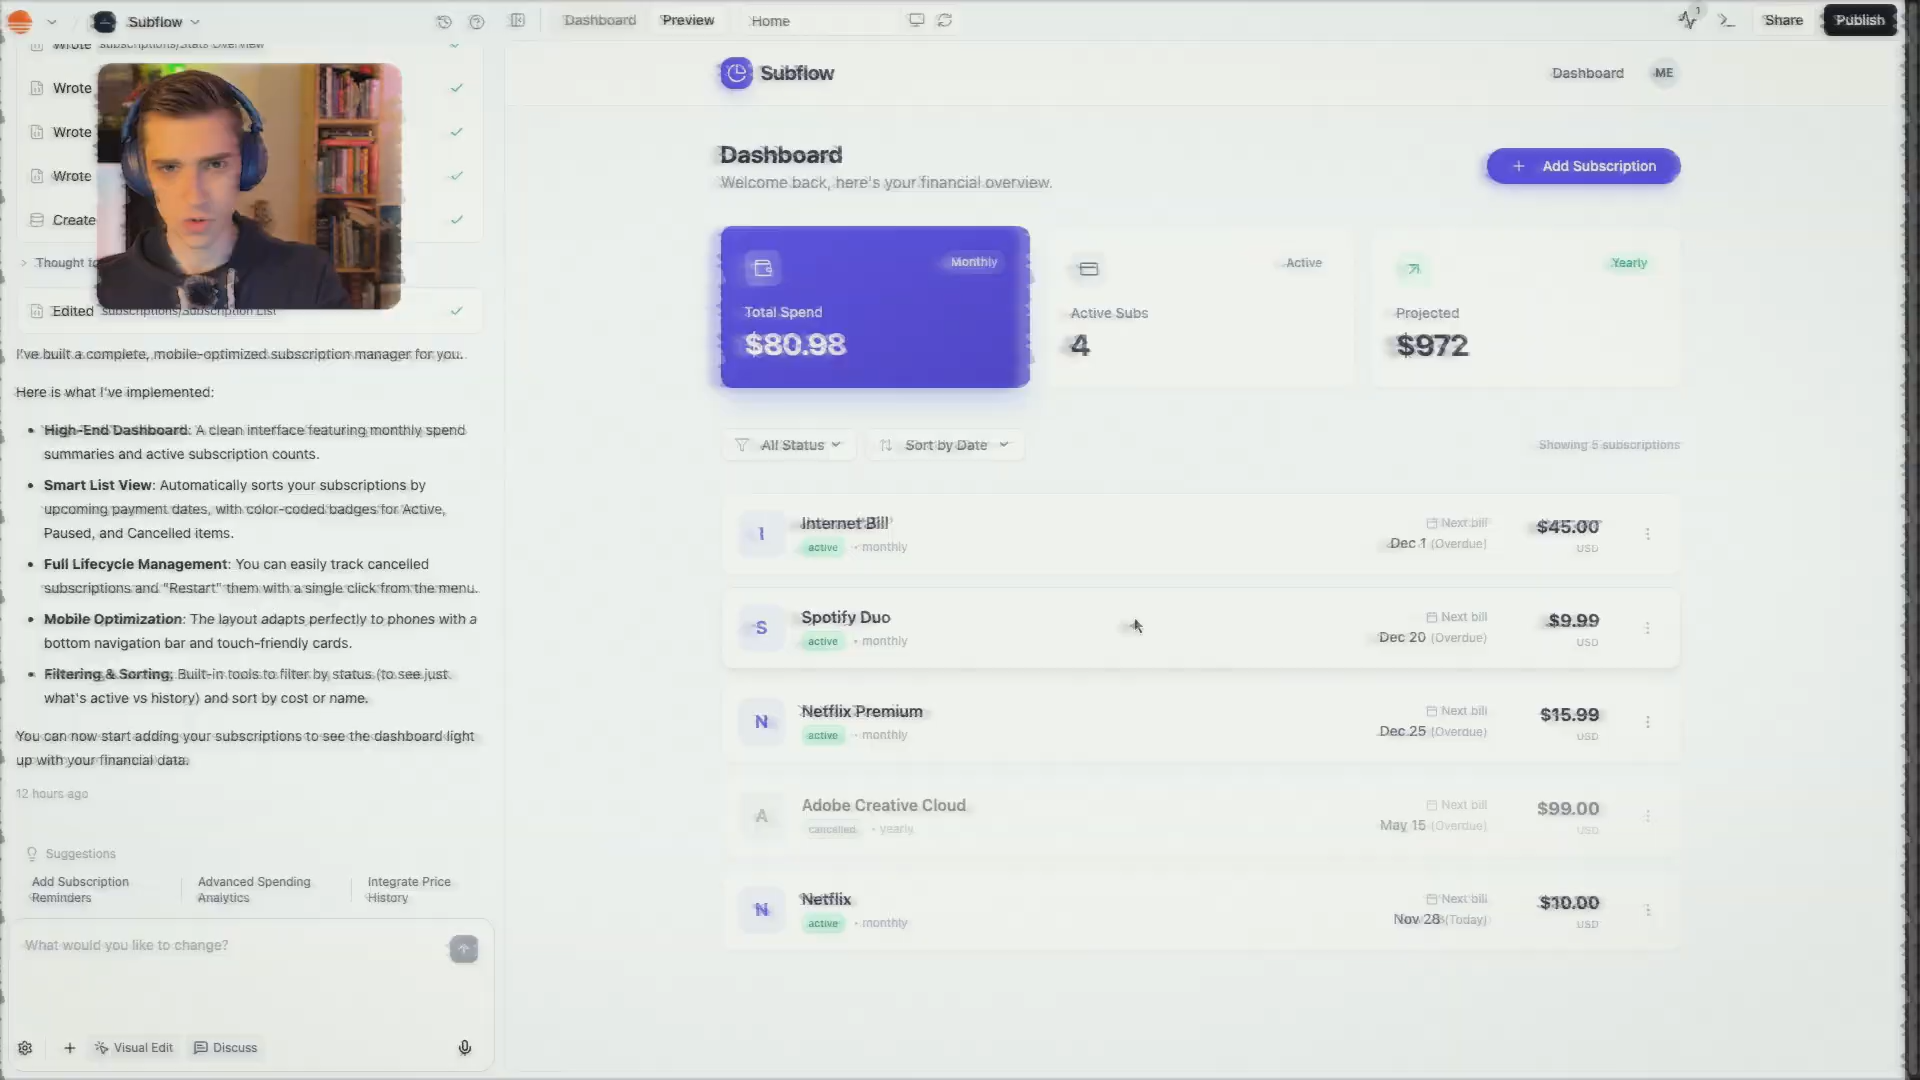 Subflow
Dashboard
Preview
Home
1
Share
Publish
Wrote subscriptions/Stats Overview
Wrote
Wrote
Wrote
Create
Thought fo
Edited subscriptions/Subscription List
I've built a complete, mobile-optimized subscription manager for you.
Here is what I've implemented:
• High-End Dashboard: A clean interface featuring monthly spend
summaries and active subscription counts.
• Smart List View: Automatically sorts your subscriptions by
upcoming payment dates, with color-coded badges for Active,
Paused, and Cancelled items.
• Full Lifecycle Management: You can easily track cancelled
subscriptions and "Restart" them with a single click from the menu.
• Mobile Optimization: The layout adapts perfectly to phones with a
bottom navigation bar and touch-friendly cards.
• Filtering & Sorting: Built-in tools to filter by status (to see just
what's active vs history) and sort by cost or name.
You can now start adding your subscriptions to see the dashboard light
up with your financial data.
12 hours ago
Suggestions
Add Subscription
Reminders
Advanced Spending
Analytics
Integrate Price
History
What would you like to change?
Visual Edit
Discuss
Subflow
Dashboard
ME
Dashboard
Welcome back, here's your financial overview.
+ Add Subscription
Monthly
Total Spend
$80.98
Active
Active Subs
4
Yearly
Projected
$972
All Status
Sort by Date
Showing 5 subscriptions
I
Internet Bill
active • monthly
Next bill
Dec 1 (Overdue)
$45.00
USD
S
Spotify Duo
active • monthly
Next bill
Dec 20 (Overdue)
$9.99
USD
N
Netflix Premium
active • monthly
Next bill
Dec 25 (Overdue)
$15.99
USD
A
Adobe Creative Cloud
cancelled • yearly
Next bill
May 15 (Overdue)
$99.00
USD
N
Netflix
active • monthly
Next bill
Nov 28 (Today)
$10.00
USD